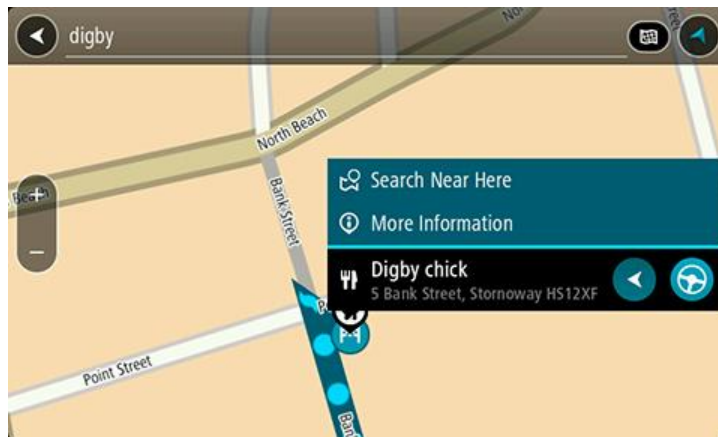 digby
North Beach
Bank Street
Search Near Here
More Information
Digby chick
5 Bank Street, Stornoway HS12XF
Point Street